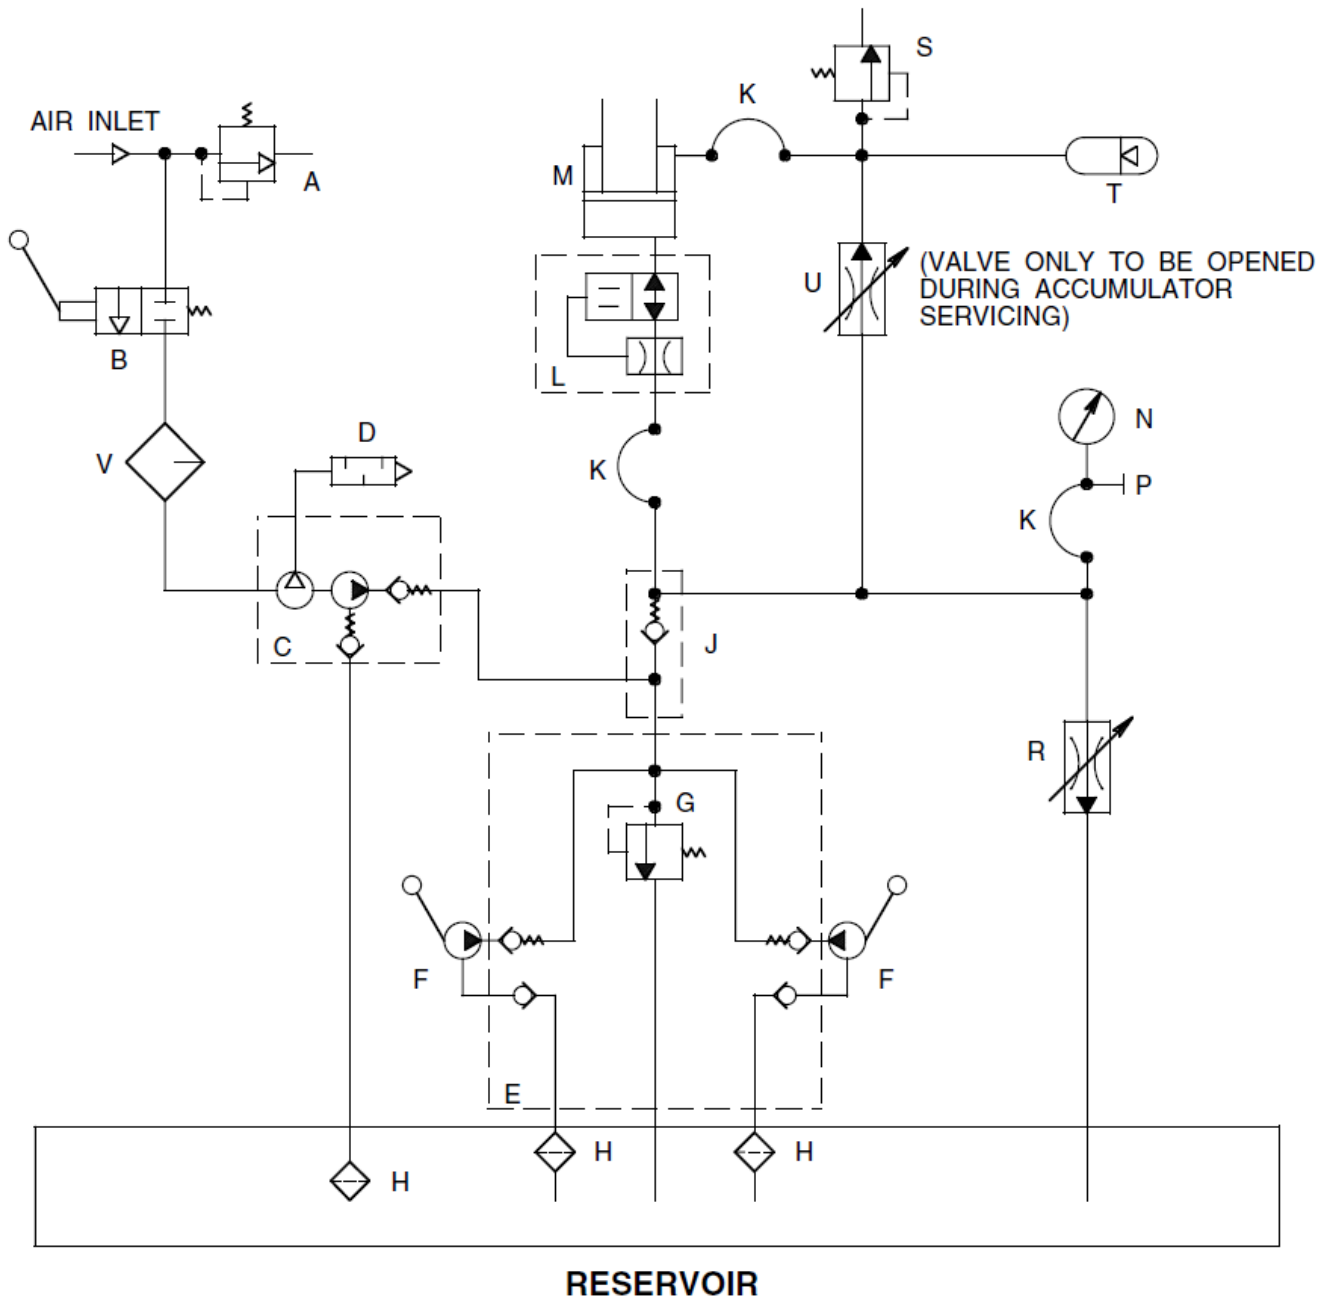 S
K
AIR INLET
M
A
T
U
(VALVE ONLY TO BE OPENED
DURING ACCUMULATOR
SERVICING)
B
L
N
D
V
K
P
K
C
J
R
G
F
F
E
H
H
H
RESERVOIR